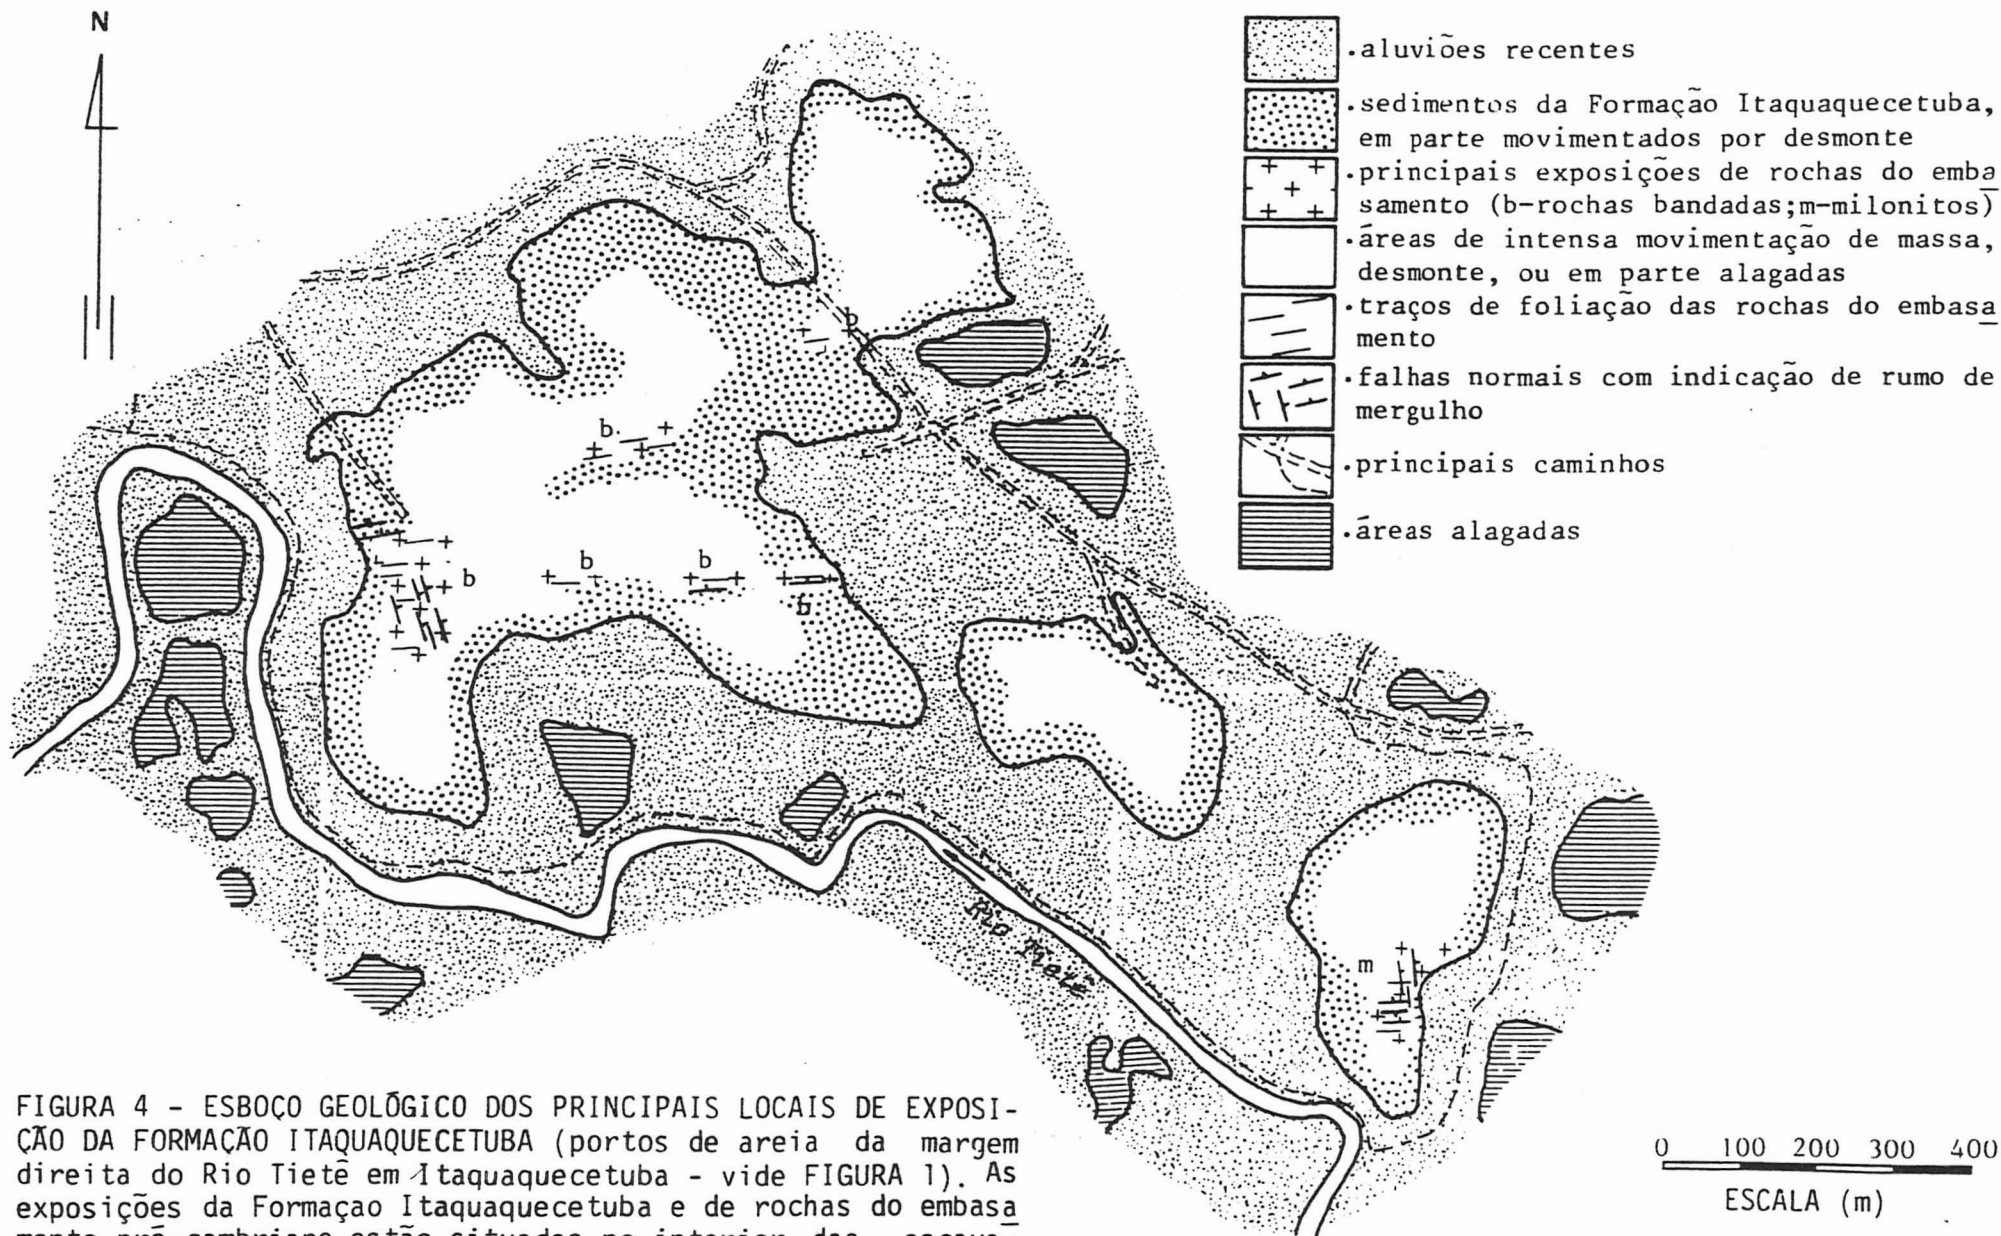 N
.aluviões recentes
.sedimentos da Formação Itaquaquecetuba,
em parte movimentados por desmonte
.principais exposições de rochas do emba
samento (b-rochas bandadas;m-milonitos)
.áreas de intensa movimentação de massa,
desmonte, ou em parte alagadas
.traços de foliação das rochas do embasa
mento
.falhas normais com indicação de rumo de
mergulho
.principais caminhos
.áreas alagadas
b
b.
b
b
b
b
m
Rio Tietê
FIGURA 4 - ESBOÇO GEOLÓGICO DOS PRINCIPAIS LOCAIS DE EXPOSI-
ÇÃO DA FORMAÇÃO ITAQUAQUECETUBA (portos de areia da margem
direita do Rio Tietê em Itaquaquecetuba - vide FIGURA 1). As
exposições da Formaçao Itaquaquecetuba e de rochas do embasa
0 100 200 300 400
ESCALA (m)